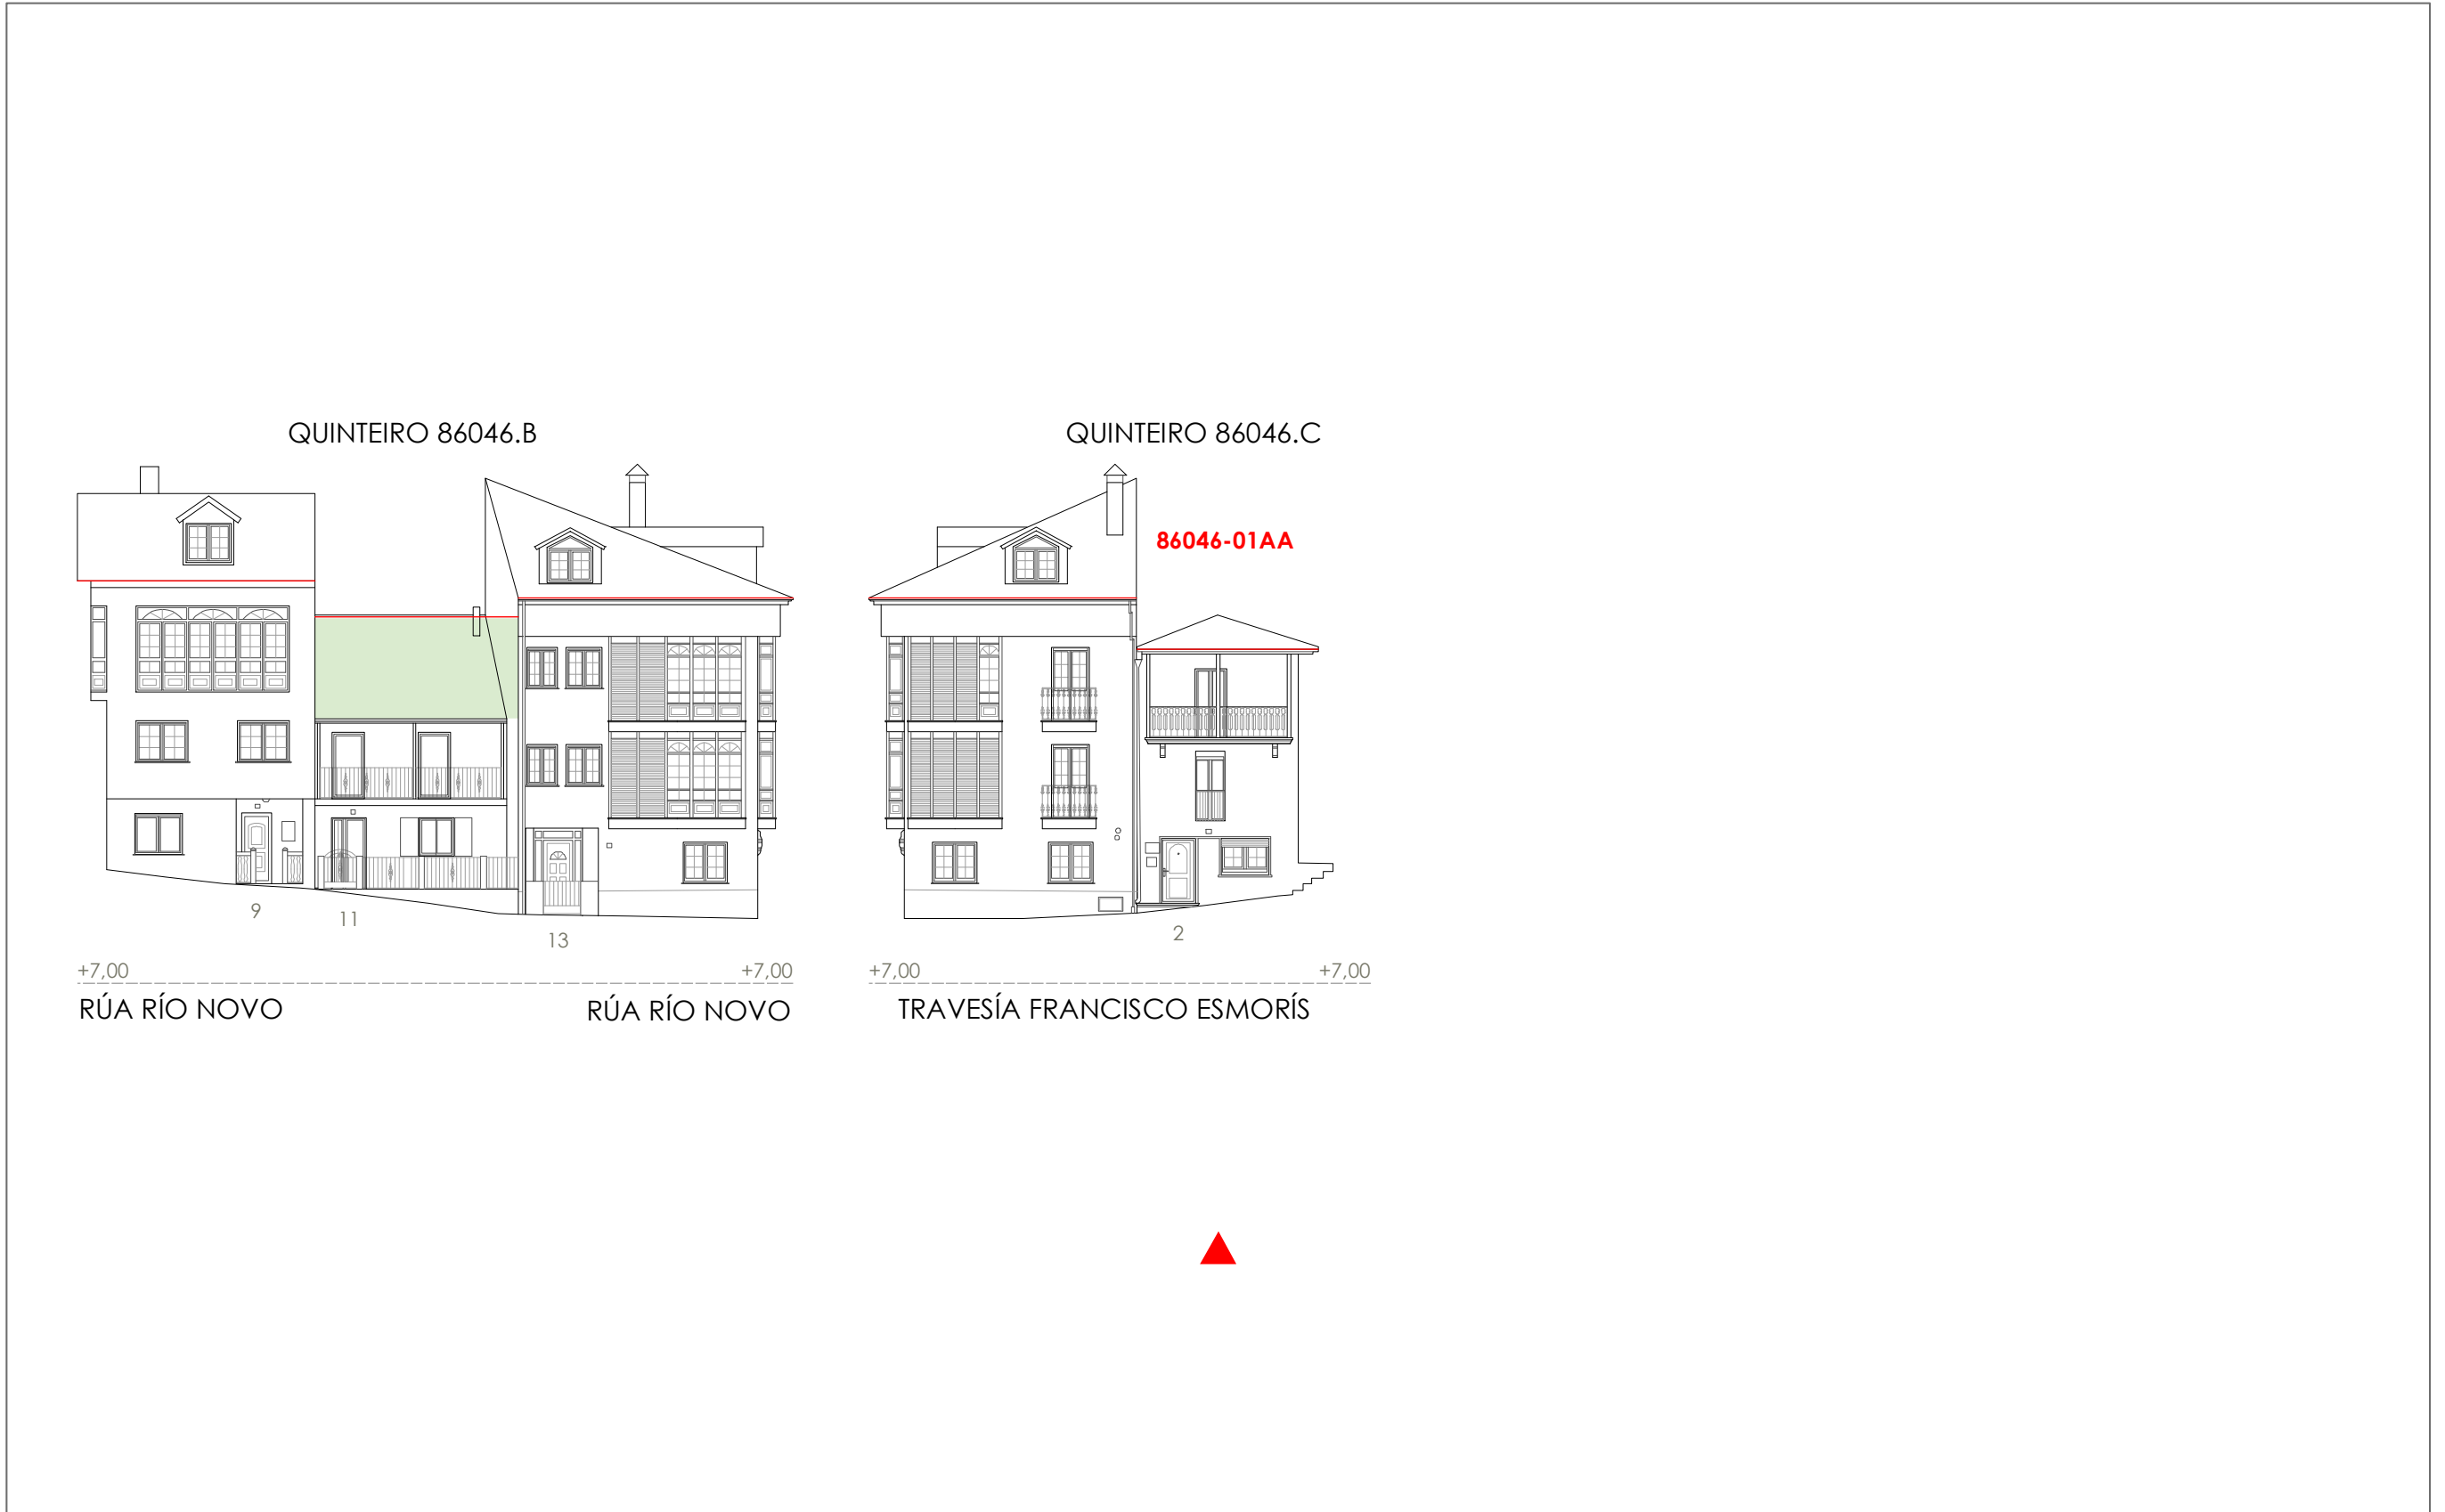 QUINTEIRO 86046.B
QUINTEIRO 86046.C
86046-01AA
9
11
13
2
+7,00
+7,00
+7,00
+7,00
RÚA RÍO NOVO
RÚA RÍO NOVO
TRAVESÍA FRANCISCO ESMORÍS